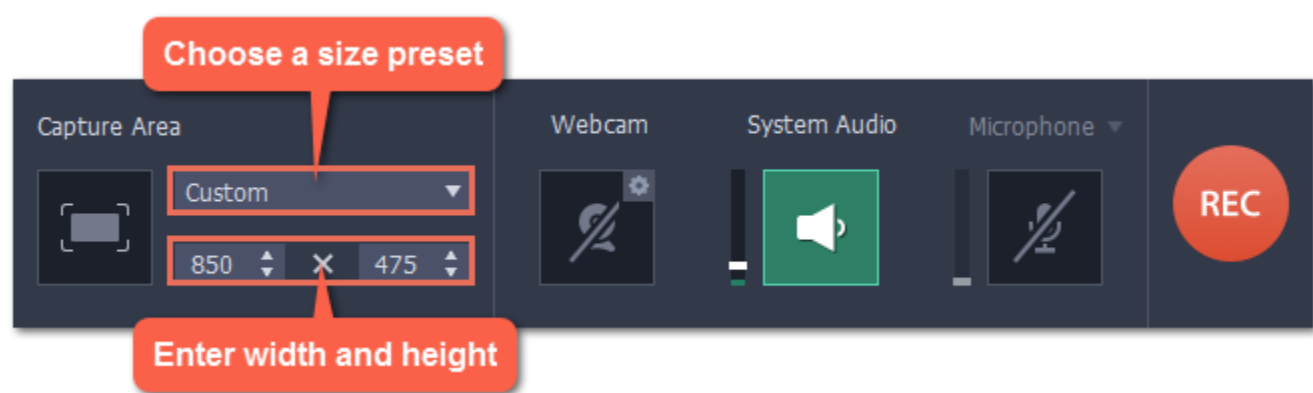 Choose a size preset
Capture Area
Webcam
System Audio
Microphone
Custom
850 × 475
REC
Enter width and height